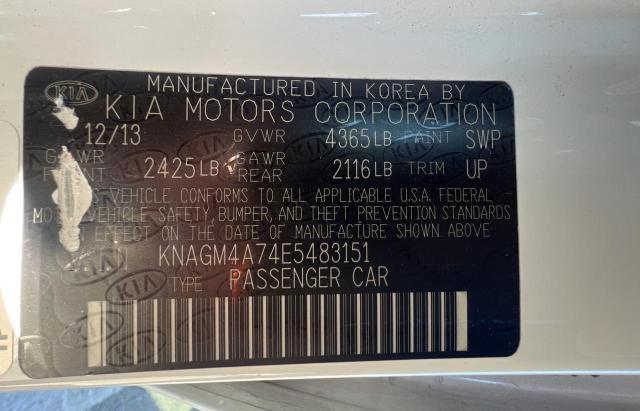 KIA
MANUFACTURED IN KOREA BY
KIA MOTORS CORPORATION
12/13 GVWR 4365LB PAINT SWP
2425LB GAWR REAR 2116LB TRIM UP
VEHICLE CONFORMS TO ALL APPLICABLE U.S.A. FEDERAL
VEHICLE SAFETY, BUMPER, AND THEFT PREVENTION STANDARDS
EFFECT ON THE DATE OF MANUFACTURE SHOWN ABOVE
KNAGM4A74E5483151
TYPE PASSENGER CAR